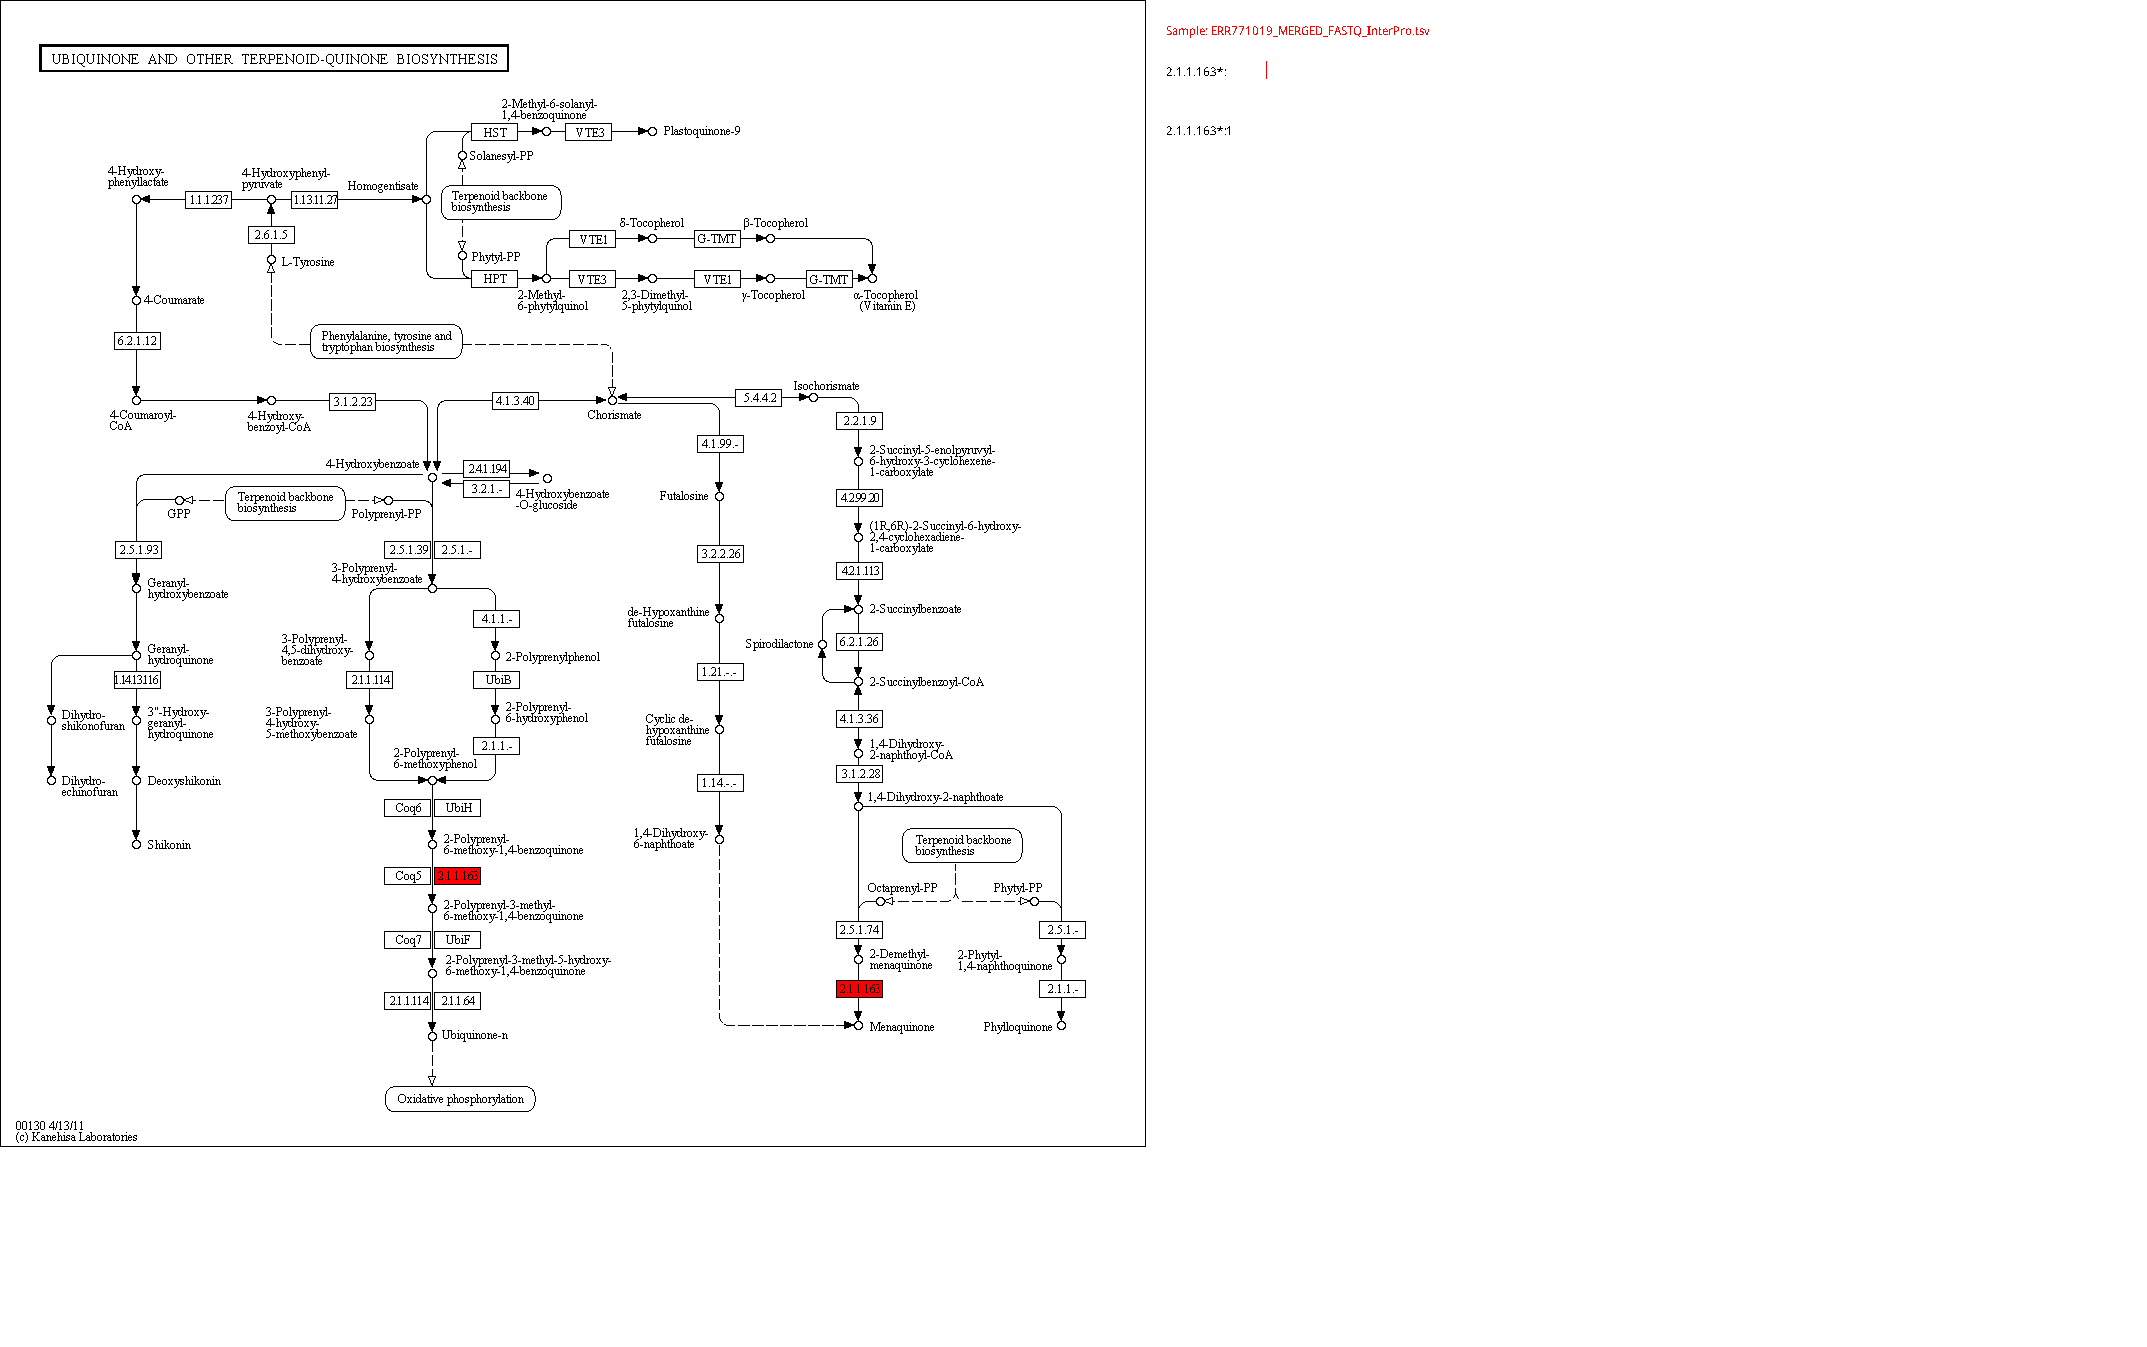 UBIQUINONE AND OTHER TERPENOID-QUINONE BIOSYNTHESIS
Sample: ERR771019_MERGED_FASTQ_InterPro.tsv
2.1.1.163*:
2.1.1.163*:1
2-Methyl-6-solanyl-
1,4-benzoquinone
HST
VTE3
Plastoquinone-9
Solanesyl-PP
4-Hydroxy-
phenyllactate
4-Hydroxyphenyl-
pyruvate
Homogentisate
1.1.1.237
1.13.11.27
Terpenoid backbone
biosynthesis
2.6.1.5
L-Tyrosine
δ-Tocopherol
β-Tocopherol
VTE1
G-TMT
Phytyl-PP
HPT
VTE3
VTE1
G-TMT
2-Methyl-
6-phytylquinol
2,3-Dimethyl-
5-phytylquinol
γ-Tocopherol
α-Tocopherol
(Vitamin E)
4-Coumarate
6.2.1.12
Phenylalanine, tyrosine and
tryptophan biosynthesis
4-Coumaroyl-
CoA
4-Hydroxy-
benzoyl-CoA
3.1.2.23
4.1.3.40
Chorismate
5.4.4.2
Isochorismate
2.2.1.9
4.1.99.-
2-Succinyl-5-enolpyruvyl-
6-hydroxy-3-cyclohexene-
1-carboxylate
4-Hydroxybenzoate
2.4.1.194
3.2.1.-
4-Hydroxybenzoate
-O-glucoside
Terpenoid backbone
biosynthesis
GPP
Polyprenyl-PP
Futalosine
4.2.99.20
(1R,6R)-2-Succinyl-6-hydroxy-
2,4-cyclohexadiene-
1-carboxylate
2.5.1.93
2.5.1.39
2.5.1.-
3.2.2.26
4.2.1.113
3-Polyprenyl-
4-hydroxybenzoate
Geranyl-
hydroxybenzoate
4.1.1.-
de-Hypoxanthine
futalosine
2-Succinylbenzoate
Spirodilactone
6.2.1.26
3-Polyprenyl-
4,5-dihydroxy-
benzoate
2-Polyprenylphenol
Geranyl-
hydroquinone
1.14.13.116
2.1.1.114
UbiB
1.21.-.-
2-Succinylbenzoyl-CoA
Dihydro-
shikonofuran
3"-Hydroxy-
geranyl-
hydroquinone
3-Polyprenyl-
4-hydroxy-
5-methoxybenzoate
2-Polyprenyl-
6-hydroxyphenol
Cyclic de-
hypoxanthine
futalosine
4.1.3.36
2.1.1.-
1,4-Dihydroxy-
2-naphthoyl-CoA
2-Polyprenyl-
6-methoxyphenol
3.1.2.28
Dihydro-
echinofuran
Deoxyshikonin
1.14.-.-
1,4-Dihydroxy-2-naphthoate
Coq6
UbiH
Shikonin
2-Polyprenyl-
6-methoxy-1,4-benzoquinone
1,4-Dihydroxy-
6-naphthoate
Terpenoid backbone
biosynthesis
Coq5
2.1.1.163
Octaprenyl-PP
Phytyl-PP
2-Polyprenyl-3-methyl-
6-methoxy-1,4-benzoquinone
2.5.1.74
2.5.1.-
Coq7
UbiF
2-Demethyl-
menaquinone
2-Phytyl-
1,4-naphthoquinone
2-Polyprenyl-3-methyl-5-hydroxy-
6-methoxy-1,4-benzoquinone
2.1.1.163
2.1.1.-
2.1.1.114
2.1.1.64
Menaquinone
Phylloquinone
Ubiquinone-n
Oxidative phosphorylation
00130 4/13/11
(c) Kanehisa Laboratories